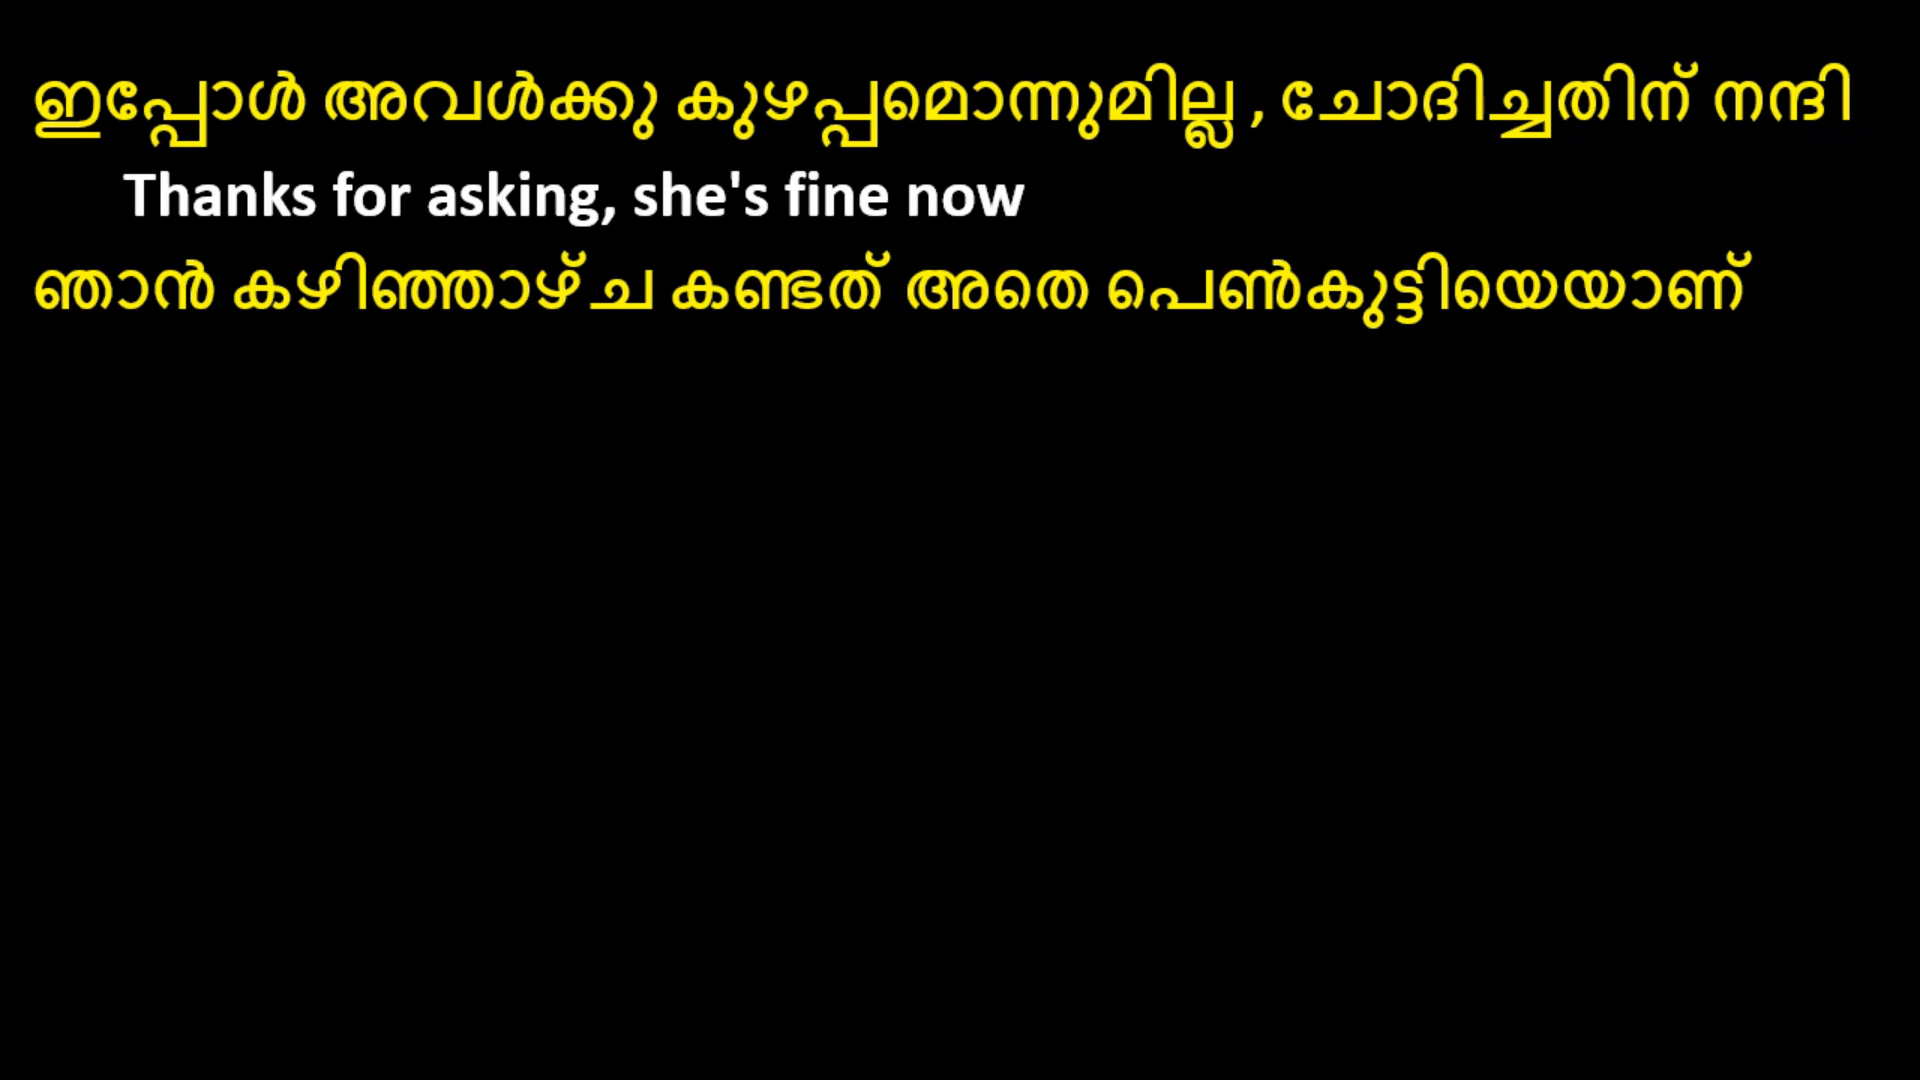 ഇപ്പോൾ അവൾക്കു കുഴപ്പമൊന്നുമില്ല , ചോദിച്ചതിന് നന്ദി
Thanks for asking, she's fine now
ഞാൻ കഴിഞ്ഞാഴ്ച കണ്ടത് അതെ പെൺകുട്ടിയെയാണ്